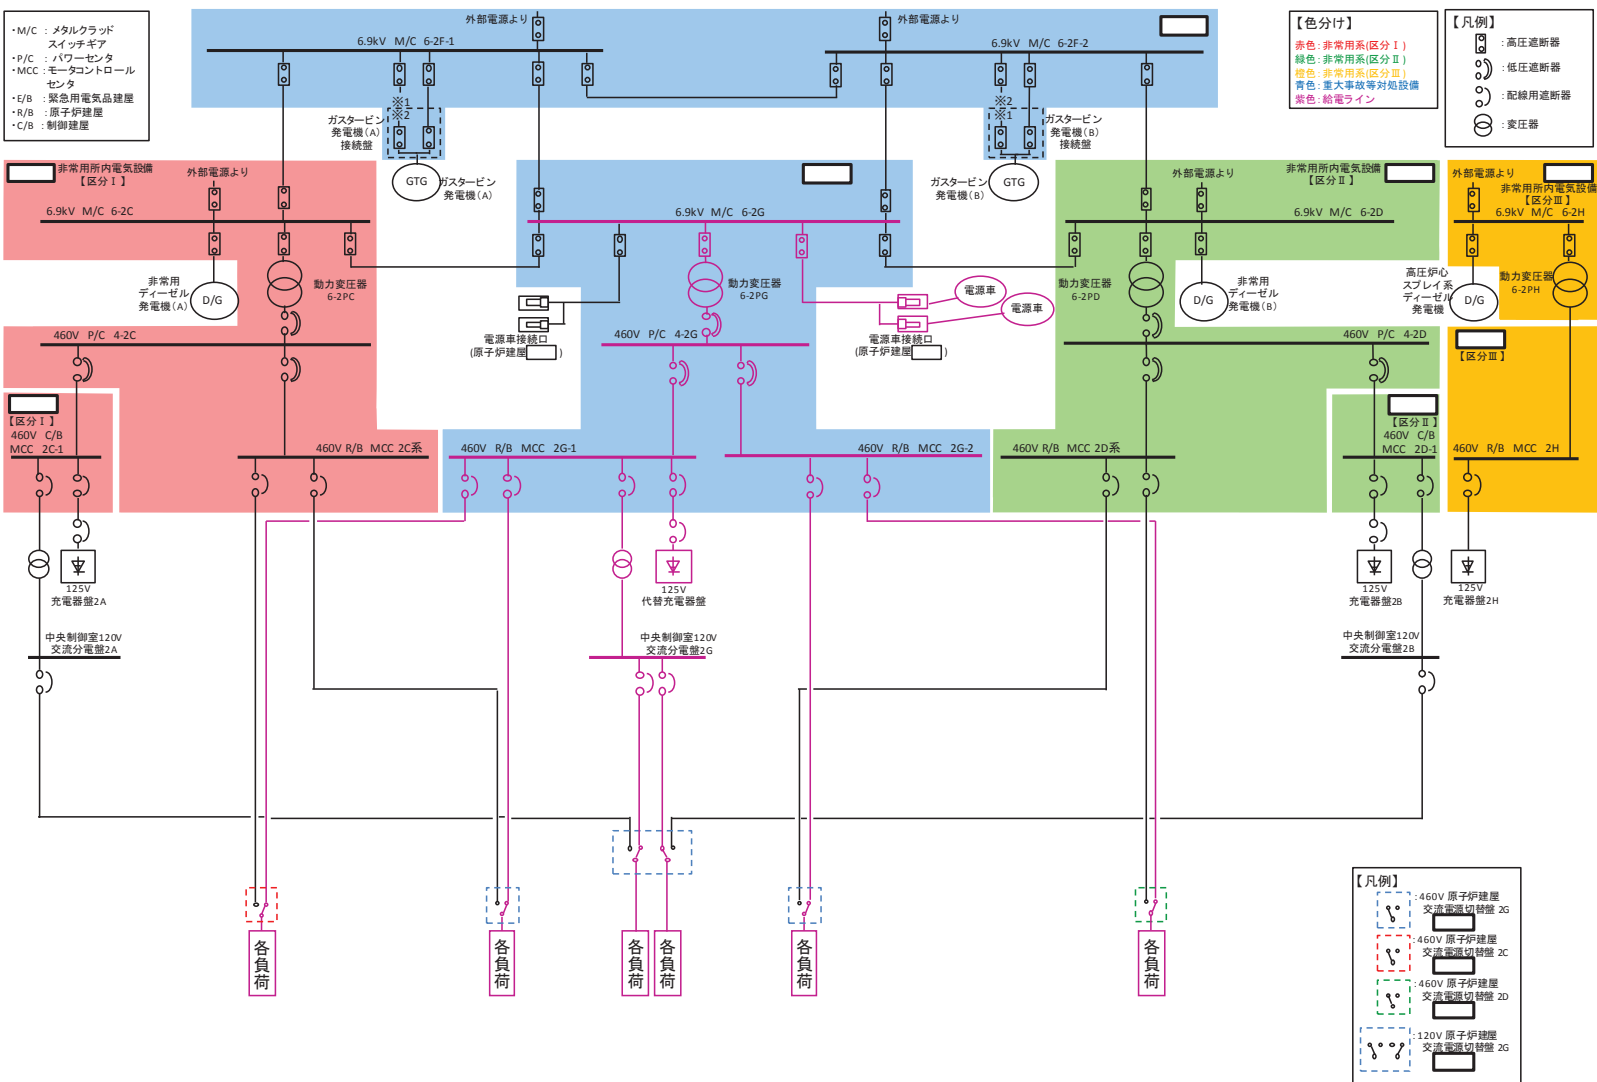 ・M/C ：メタルクラッド
スイッチギア
・P/C ：パワーセンタ
・MCC：モータコントロール
センタ
・E/B ：緊急用電気品建屋
・R/B ：原子炉建屋
・C/B ：制御建屋
外部電源より
外部電源より
6.9kV M/C 6-2F-1
6.9kV M/C 6-2F-2
【色分け】
赤色：非常用系(区分Ⅰ)
緑色：非常用系(区分Ⅱ)
橙色：非常用系(区分Ⅲ)
青色：重大事故等対処設備
紫色：給電ライン
【凡例】
：高圧遮断器
：低圧遮断器
：配線用遮断器
：変圧器
※1
※2
ガスタービン
発電機(A)
接続盤
※2
※1
ガスタービン
発電機(B)
接続盤
GTG
ガスタービン
発電機(A)
ガスタービン
発電機(B)
GTG
非常用所内電気設備
【区分Ⅰ】
外部電源より
6.9kV M/C 6-2C
6.9kV M/C 6-2G
外部電源より
非常用所内電気設備
【区分Ⅱ】
6.9kV M/C 6-2D
外部電源より
非常用所内電気設備
【区分Ⅲ】
6.9kV M/C 6-2H
非常用
ディーゼル
発電機(A)
D/G
動力変圧器
6-2PC
動力変圧器
6-2PG
電源車
電源車
電源車接続口
(原子炉建屋 )
電源車接続口
(原子炉建屋 )
動力変圧器
6-2PD
D/G
非常用
ディーゼル
発電機(B)
高圧炉心
スプレイ系
ディーゼル
発電機
D/G
動力変圧器
6-2PH
460V P/C 4-2C
460V P/C 4-2G
460V P/C 4-2D
【区分Ⅲ】
【区分Ⅰ】
460V C/B
MCC 2C-1
460V R/B MCC 2C系
460V R/B MCC 2G-1
460V R/B MCC 2G-2
460V R/B MCC 2D系
【区分Ⅱ】
460V C/B
MCC 2D-1
460V R/B MCC 2H
125V
充電器盤2A
125V
代替充電器盤
125V
充電器盤2B
125V
充電器盤2H
中央制御室120V
交流分電盤2A
中央制御室120V
交流分電盤2G
中央制御室120V
交流分電盤2B
各負荷
各負荷
各負荷
各負荷
各負荷
各負荷
【凡例】
：460V 原子炉建屋
交流電源切替盤 2G
：460V 原子炉建屋
交流電源切替盤 2C
：460V 原子炉建屋
交流電源切替盤 2D
：120V 原子炉建屋
交流電源切替盤 2G